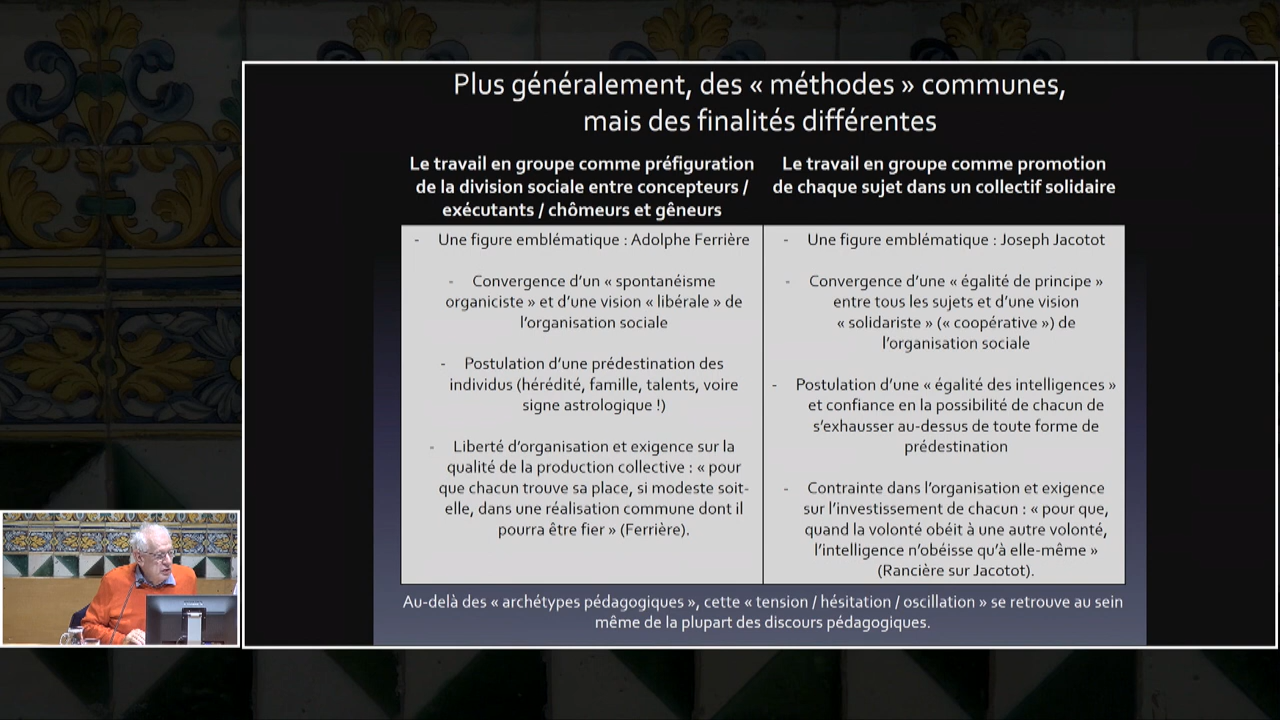 Plus généralement, des « méthodes » communes,
mais des finalités différentes
Le travail en groupe comme préfiguration
de la division sociale entre concepteurs /
exécutants / chômeurs et gêneurs
Le travail en groupe comme promotion
de chaque sujet dans un collectif solidaire
- Une figure emblématique : Adolphe Ferrière
- Convergence d’un « spontanéisme
organiciste » et d’une vision « libérale » de
l’organisation sociale
- Postulation d’une prédestination des
individus (hérédité, famille, talents, voire
signe astrologique !)
- Liberté d’organisation et exigence sur la
qualité de la production collective : « pour
que chacun trouve sa place, si modeste soit-
elle, dans une réalisation commune dont il
pourra être fier » (Ferrière).
- Une figure emblématique : Joseph Jacotot
- Convergence d’une « égalité de principe »
entre tous les sujets et d’une vision
« solidariste » (« coopérative ») de
l’organisation sociale
- Postulation d’une « égalité des intelligences »
et confiance en la possibilité de chacun de
s’exhausser au-dessus de toute forme de
prédestination
- Contrainte dans l’organisation et exigence
sur l’investissement de chacun : « pour que,
quand la volonté obéit à une autre volonté,
l’intelligence n’obéisse qu’à elle-même »
(Rancière sur Jacotot).
Au-delà des « archétypes pédagogiques », cette « tension / hésitation / oscillation » se retrouve au sein
même de la plupart des discours pédagogiques.